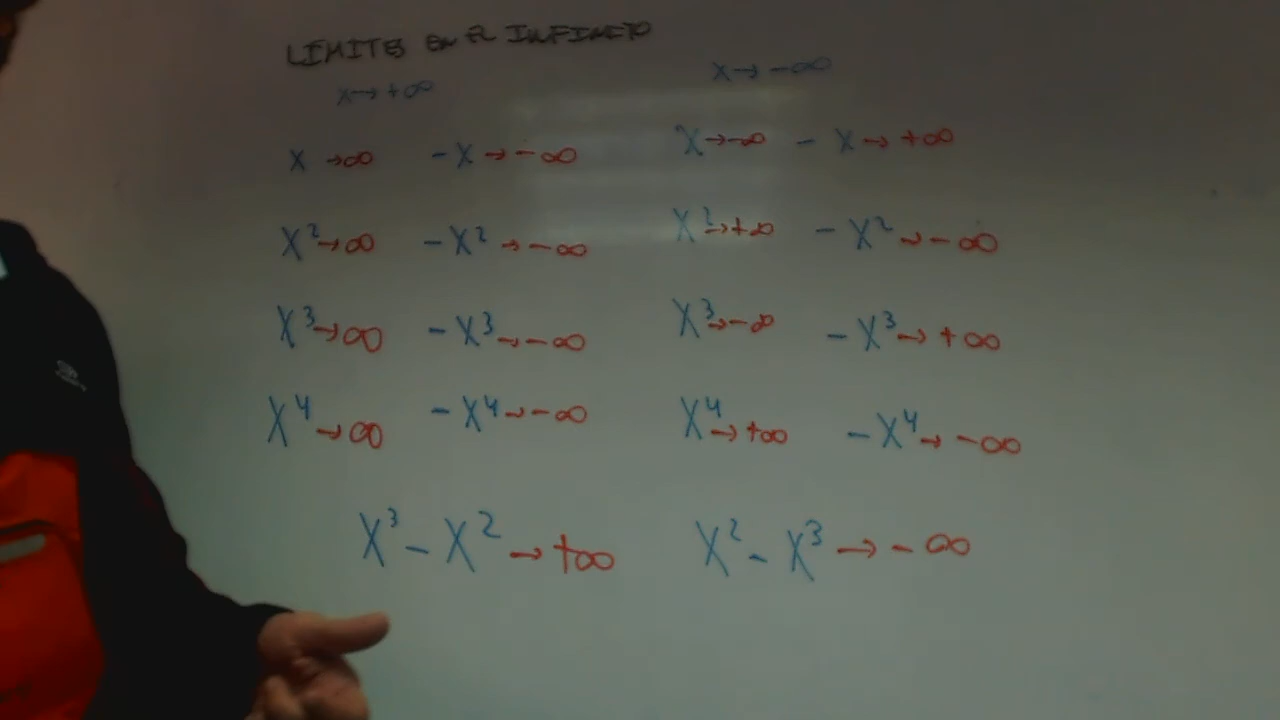 LÍMITES EN EL INFINITO
x→+∞ x→-∞
x→∞ -x→-∞ x→-∞ -x→+∞
x²→∞ -x²→-∞ x²→+∞ -x²→-∞
x³→∞ -x³→-∞ x³→-∞ -x³→+∞
x⁴→∞ -x⁴→-∞ x⁴→+∞ -x⁴→-∞
x³-x²→+∞ x²-x³→-∞